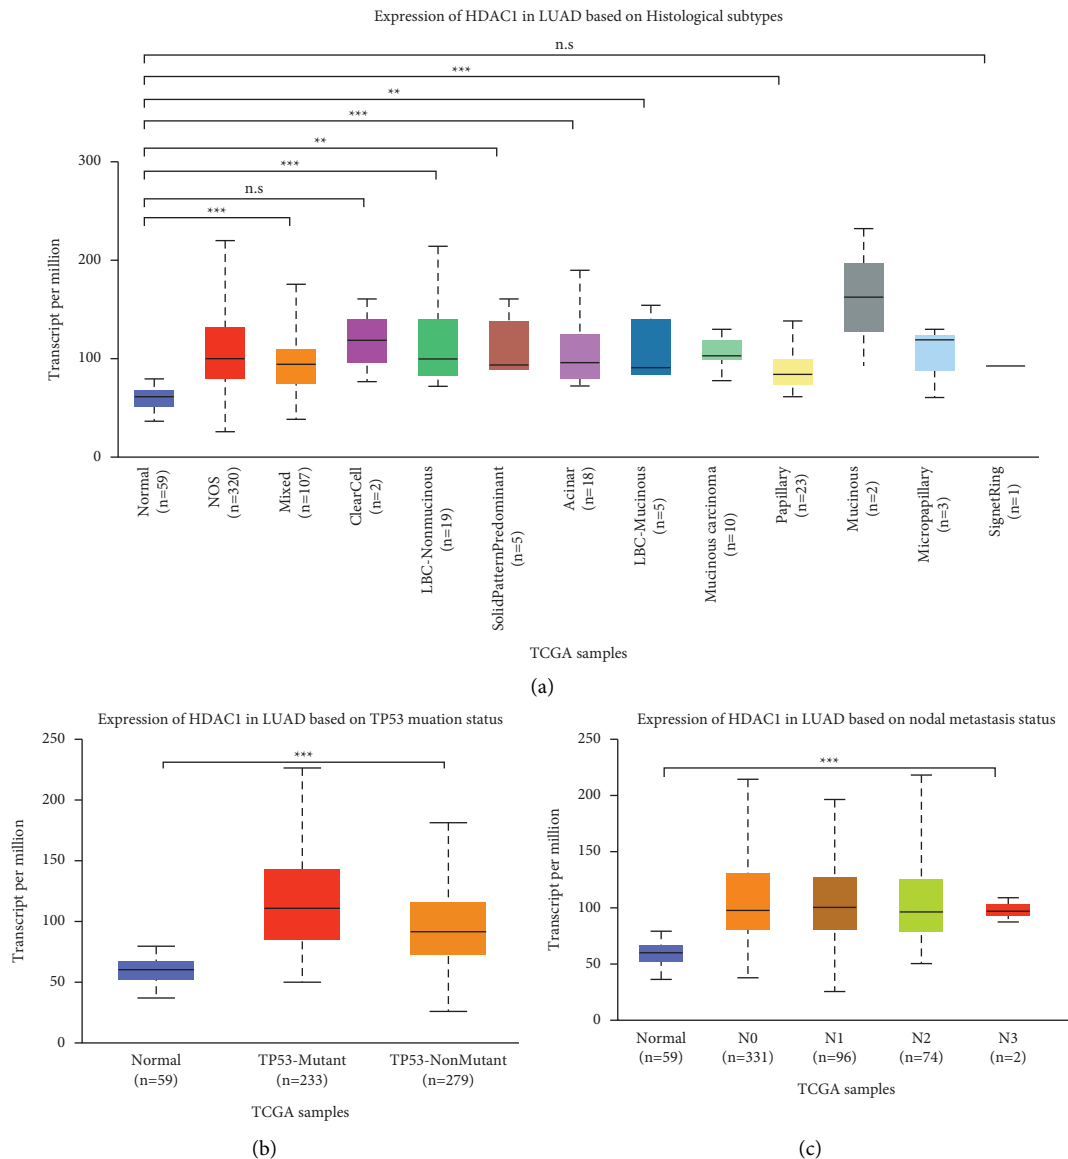 Expression of HDAC1 in LUAD based on Histological subtypes
n.s
***
**
***
**
***
n.s
***
300
200
100
0
Transcript per million
Normal
(n=59)
NOS
(n=320)
Mixed
(n=107)
ClearCell
(n=2)
LBC-Nonmucinous
(n=19)
SolidPatternPredominant
(n=5)
Acinar
(n=18)
LBC-Mucinous
(n=5)
Mucinous carcinoma
(n=10)
Papillary
(n=23)
Mucinous
(n=2)
Micropapillary
(n=3)
SignetRing
(n=1)
TCGA samples
(a)
Expression of HDAC1 in LUAD based on TP53 muation status
***
250
200
150
100
50
0
Transcript per million
Normal
(n=59)
TP53-Mutant
(n=233)
TP53-NonMutant
(n=279)
TCGA samples
(b)
Expression of HDAC1 in LUAD based on nodal metastasis status
***
250
200
150
100
50
0
Transcript per million
Normal
(n=59)
N0
(n=331)
N1
(n=96)
N2
(n=74)
N3
(n=2)
TCGA samples
(c)